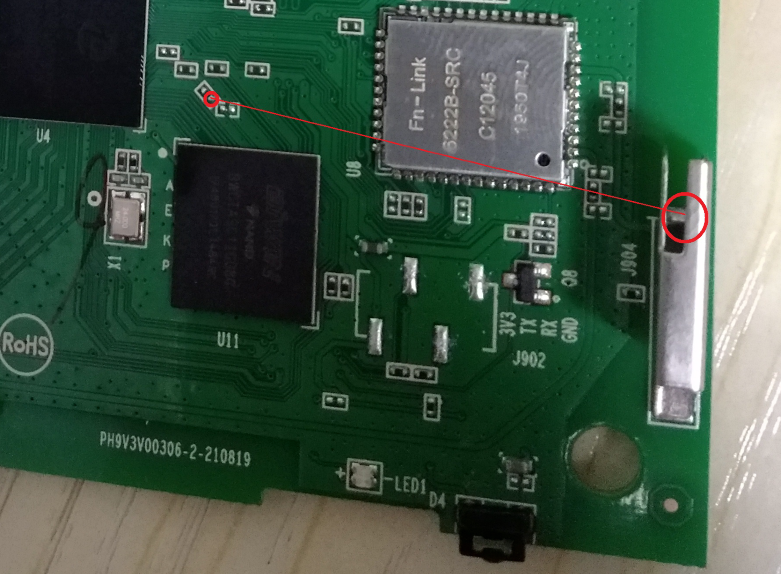 U4
Fn-Link
6222B-SRC
C12045
195074J
U8
A
E
K
P
X1
U11
J904
Q8
3V3
TX
RX
GND
J902
RoHS
PH9V3V00306-2-210819
+
LED1
D4